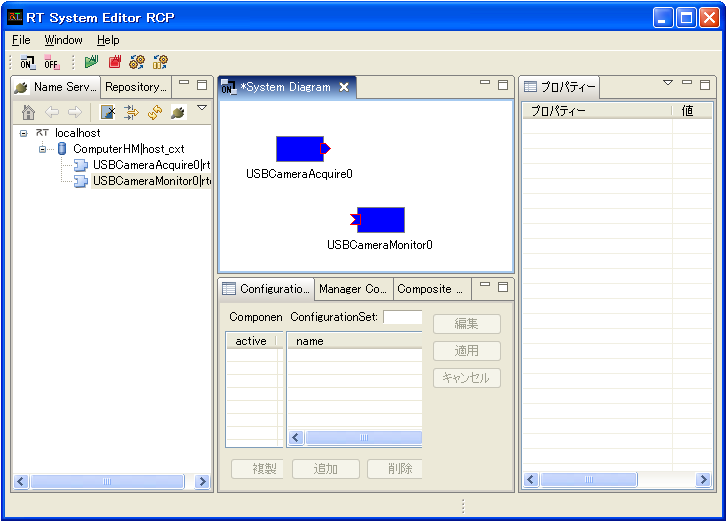 RT System Editor RCP
File Window Help
ON OFF
Name Serv... Repository...
RT localhost
ComputerHM|host_cxt
USBCameraAcquire0|rt
USBCameraMonitor0|rt
ON *System Diagram
USBCameraAcquire0
USBCameraMonitor0
Configuratio... Manager Co... Composite ...
Componen ConfigurationSet:
active name
編集
適用
キャンセル
複製 追加 削除
プロパティー
プロパティー 値